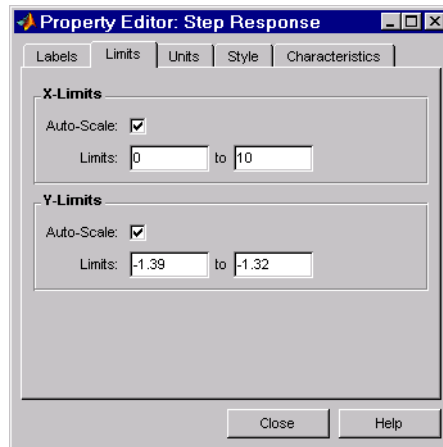 Property Editor: Step Response
Labels Limits Units Style Characteristics
X-Limits
Auto-Scale:
Limits: 0 to 10
Y-Limits
Auto-Scale:
Limits: -1.39 to -1.32
Close Help